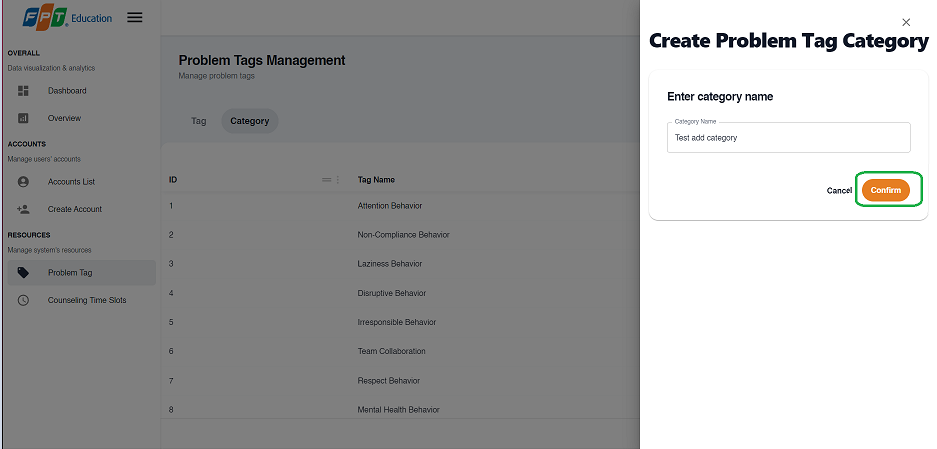 FPT Education
OVERALL
Data visualization & analytics
Dashboard
Overview
ACCOUNTS
Manage users' accounts
Accounts List
Create Account
RESOURCES
Manage system's resources
Problem Tag
Counseling Time Slots
Problem Tags Management
Manage problem tags
Tag Category
ID Tag Name
1 Attention Behavior
2 Non-Compliance Behavior
3 Laziness Behavior
4 Disruptive Behavior
5 Irresponsible Behavior
6 Team Collaboration
7 Respect Behavior
8 Mental Health Behavior
Create Problem Tag Category
Enter category name
Category Name
Test add category
Cancel Confirm